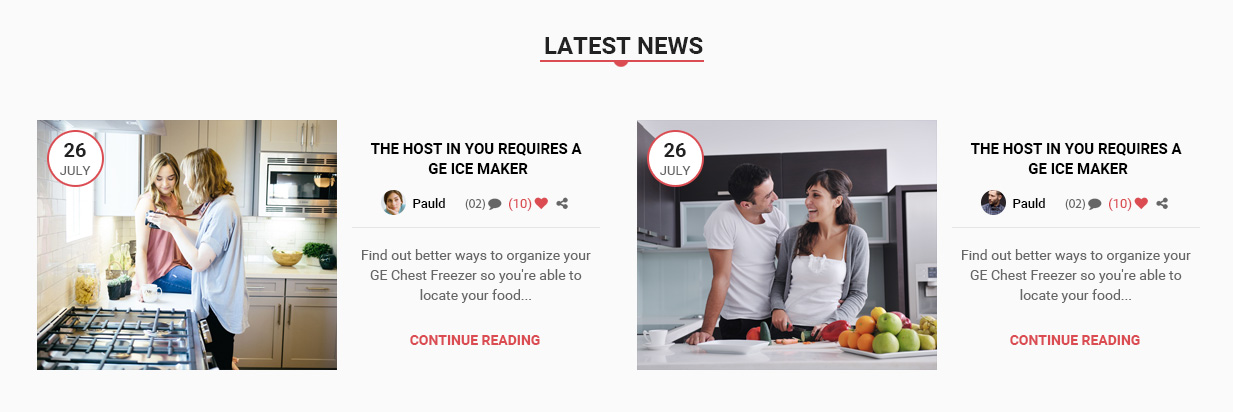 LATEST NEWS
26
JULY
THE HOST IN YOU REQUIRES A
GE ICE MAKER
Pauld (02) (10)
Find out better ways to organize your
GE Chest Freezer so you're able to
locate your food...
CONTINUE READING
26
JULY
THE HOST IN YOU REQUIRES A
GE ICE MAKER
Pauld (02) (10)
Find out better ways to organize your
GE Chest Freezer so you're able to
locate your food...
CONTINUE READING